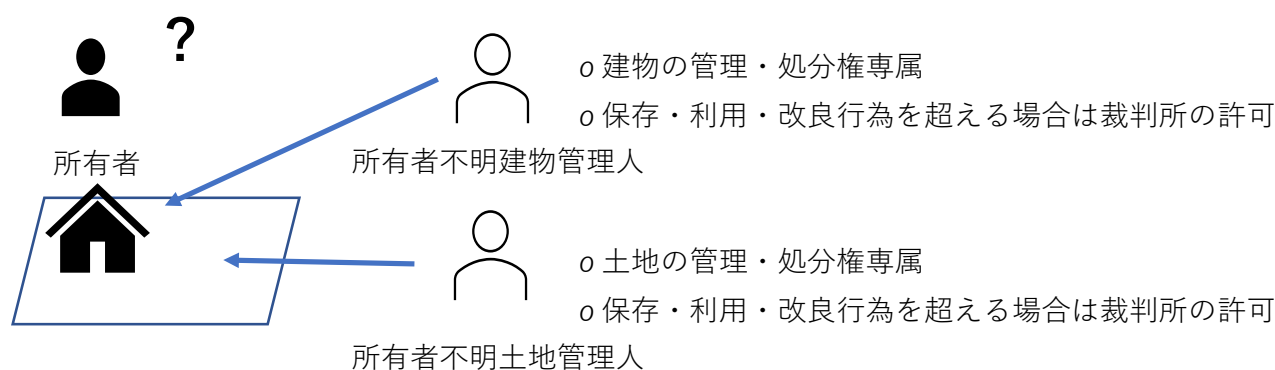 ?
所有者
o 建物の管理・処分権専属
o 保存・利用・改良行為を超える場合は裁判所の許可
所有者不明建物管理人
o 土地の管理・処分権専属
o 保存・利用・改良行為を超える場合は裁判所の許可
所有者不明土地管理人